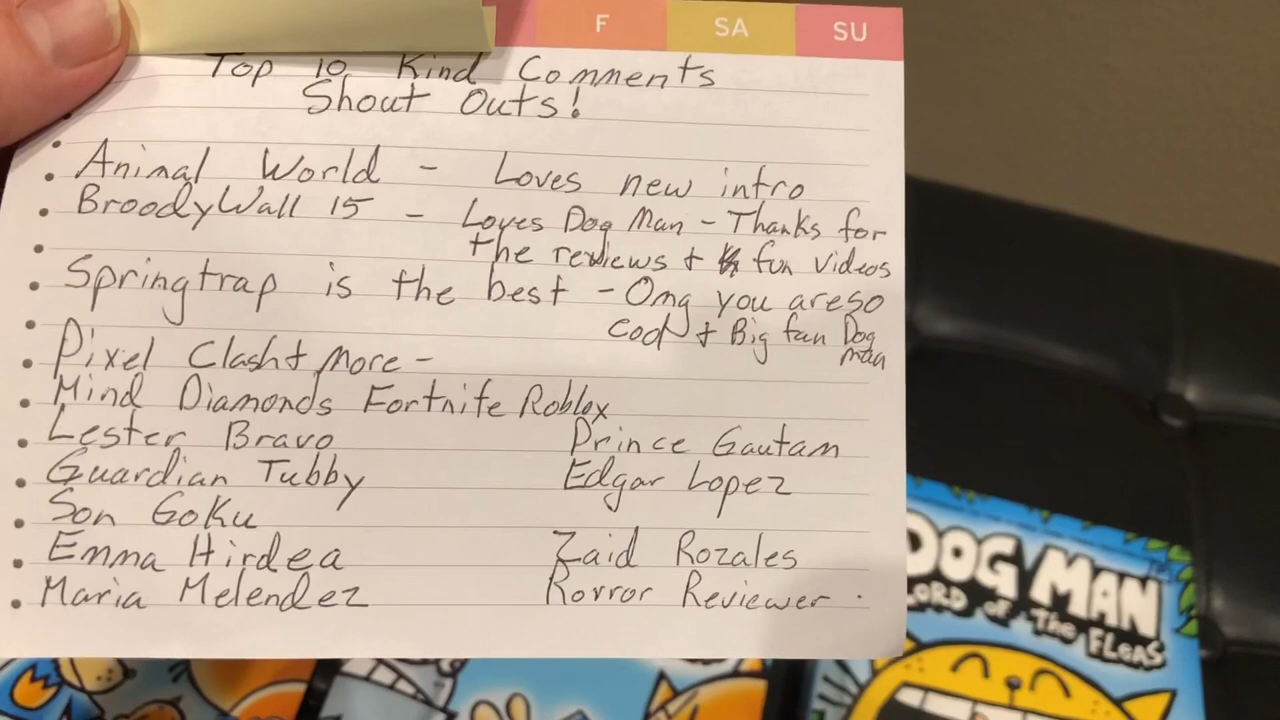 F SA SU
Top 10 Kind Comments
Shout Outs!
Animal World - Loves new intro
BroodyWall 15 - Loves Dog Man - Thanks for
the reviews + fun videos
Springtrap is the best - Omg you are so
cool + Big fan Dog
man
Pixel Clash + More -
Mind Diamonds Fortnite Roblox
Lester Bravo Prince Gautam
Guardian Tubby Edgar Lopez
Son Goku
Emma Hirdea Zaid Rozales
Maria Melendez Rorror Reviewer
DOG MAN
LORD OF THE FLEAS